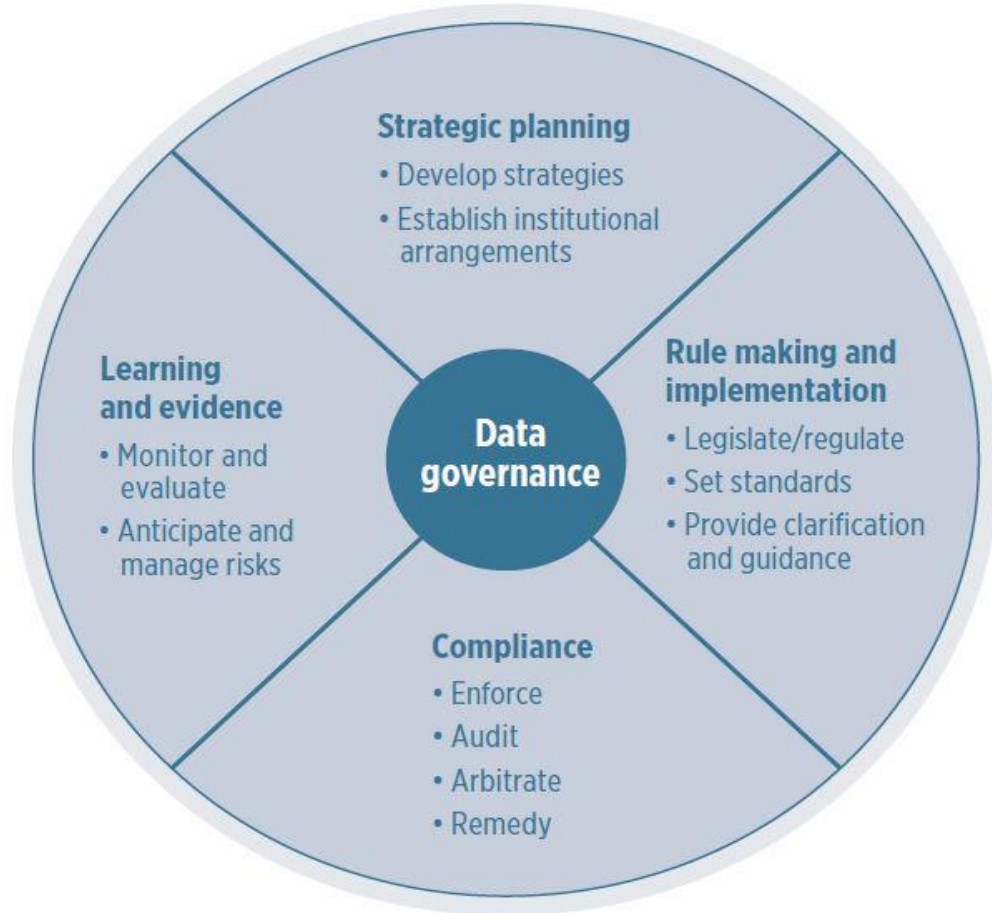 Strategic planning
• Develop strategies
• Establish institutional
arrangements
Rule making and
implementation
• Legislate/regulate
• Set standards
• Provide clarification
and guidance
Compliance
• Enforce
• Audit
• Arbitrate
• Remedy
Learning
and evidence
• Monitor and
evaluate
• Anticipate and
manage risks
Data
governance